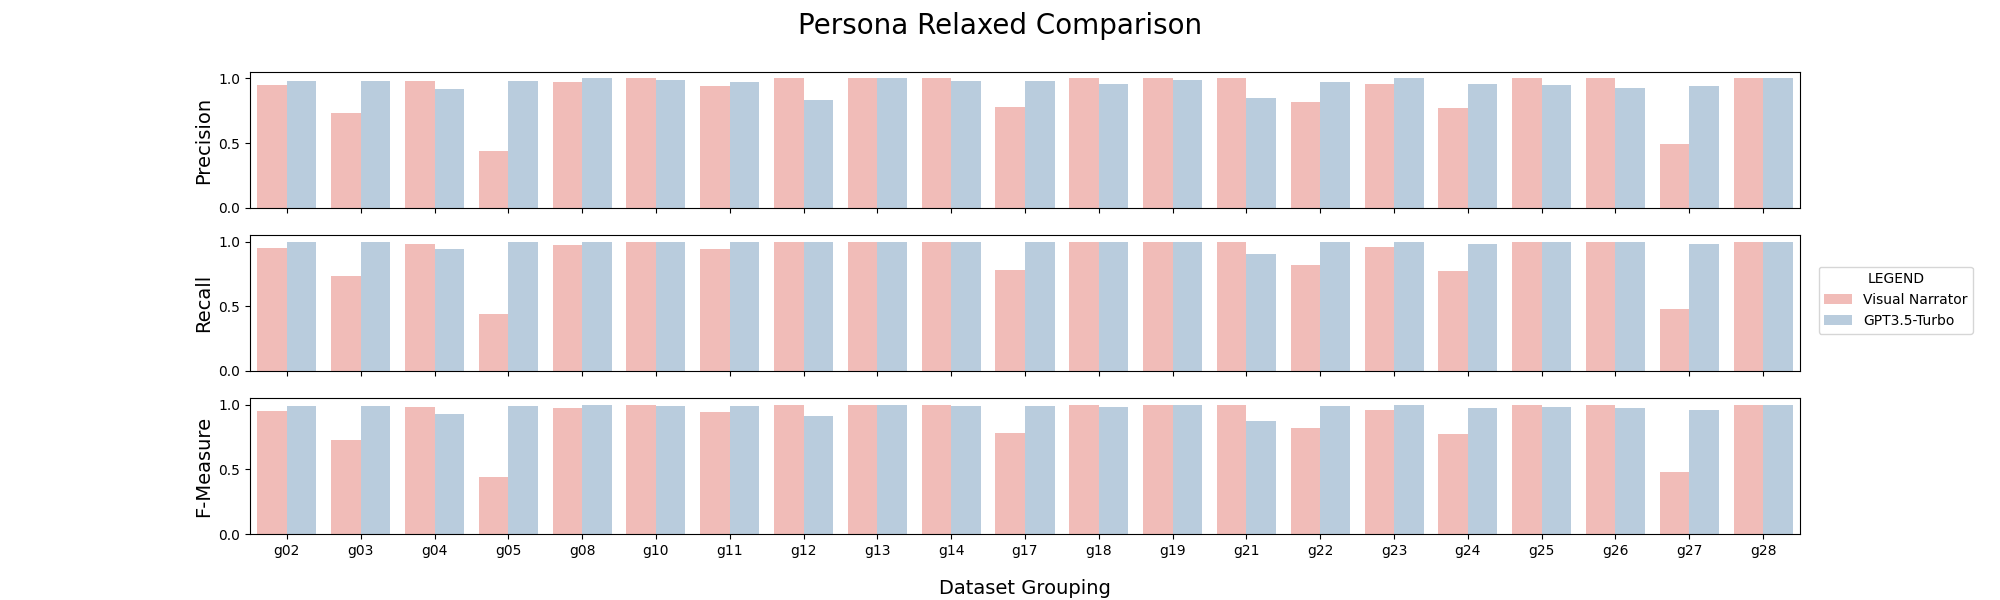 Persona Relaxed Comparison
Precision
1.0
0.5
0.0
Recall
1.0
0.5
0.0
F-Measure
1.0
0.5
0.0
g02 g03 g04 g05 g08 g10 g11 g12 g13 g14 g17 g18 g19 g21 g22 g23 g24 g25 g26 g27 g28
Dataset Grouping
LEGEND
Visual Narrator
GPT3.5-Turbo